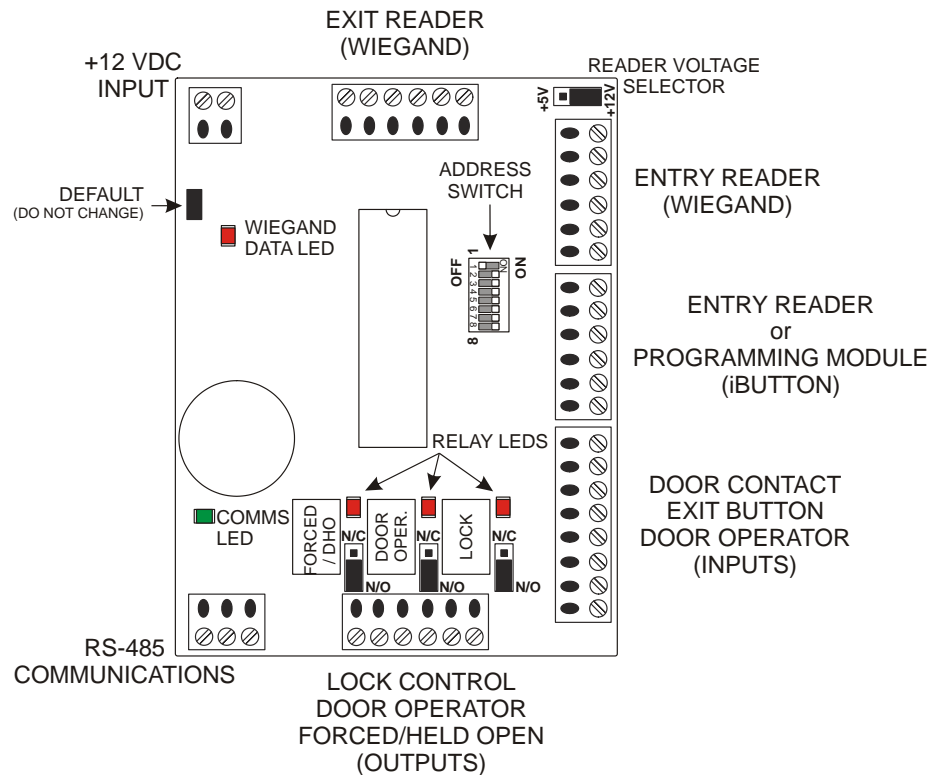 EXIT READER
(WIEGAND)
+12 VDC
INPUT
READER VOLTAGE
SELECTOR
+5V
+12V
ADDRESS
SWITCH
ENTRY READER
(WIEGAND)
DEFAULT
(DO NOT CHANGE)
WIEGAND
DATA LED
1
OFF
ON
ON
1
2
3
4
5
6
7
8
8
ENTRY READER
or
PROGRAMMING MODULE
(iBUTTON)
RELAY LEDS
DOOR CONTACT
EXIT BUTTON
DOOR OPERATOR
(INPUTS)
COMMS
LED
FORCED
/ DHO
N/C
N/O
DOOR
OPER.
N/C
N/O
LOCK
N/C
N/O
RS-485
COMMUNICATIONS
LOCK CONTROL
DOOR OPERATOR
FORCED/HELD OPEN
(OUTPUTS)